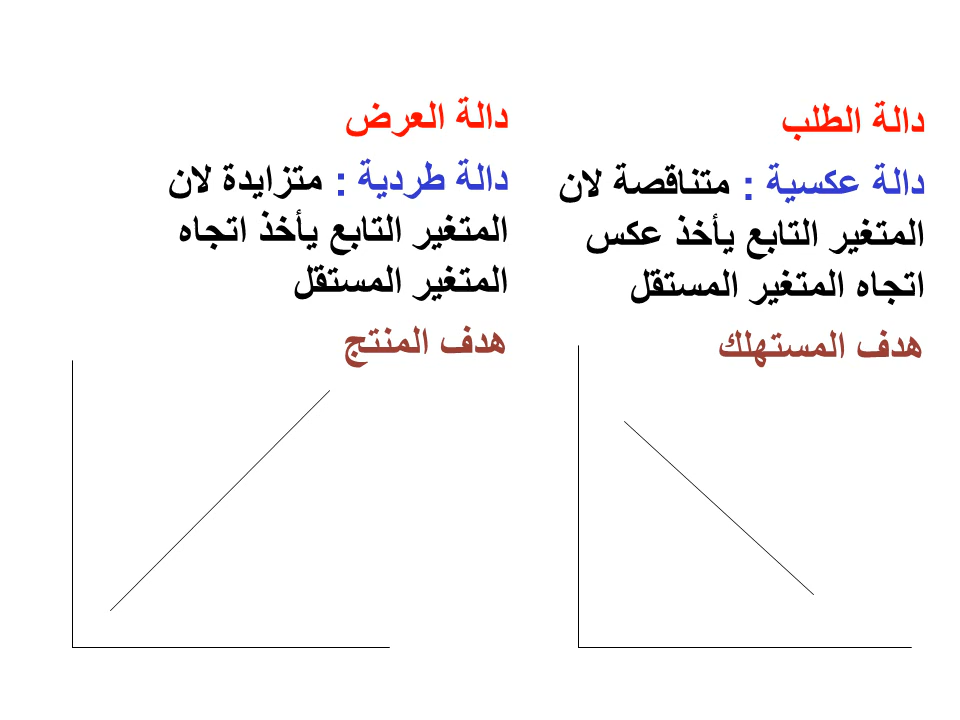 دالة الطلب
دالة عكسية : متناقصة لان
المتغير التابع يأخذ عكس
اتجاه المتغير المستقل
هدف المستهلك
دالة العرض
دالة طردية : متزايدة لان
المتغير التابع يأخذ اتجاه
المتغير المستقل
هدف المنتج